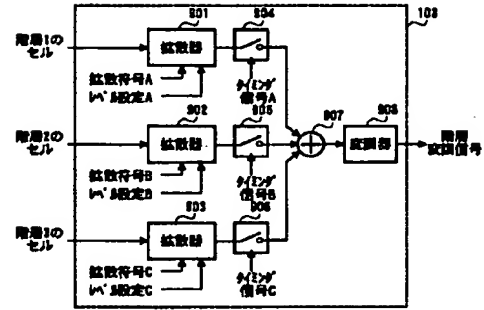 103
階層1の
セル
801
拡散器
804
拡散符号A
レベル設定A
タイミング
信号A
階層2の
セル
802
拡散器
805
拡散符号B
レベル設定B
タイミング
信号B
807
808
変調器
階層
変調信号
階層3の
セル
803
拡散器
806
拡散符号C
レベル設定C
タイミング
信号C